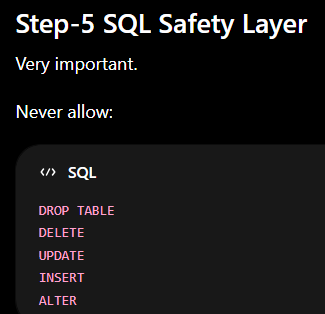 Step-5 SQL Safety Layer
Very important.
Never allow:
</> SQL
DROP TABLE
DELETE
UPDATE
INSERT
ALTER